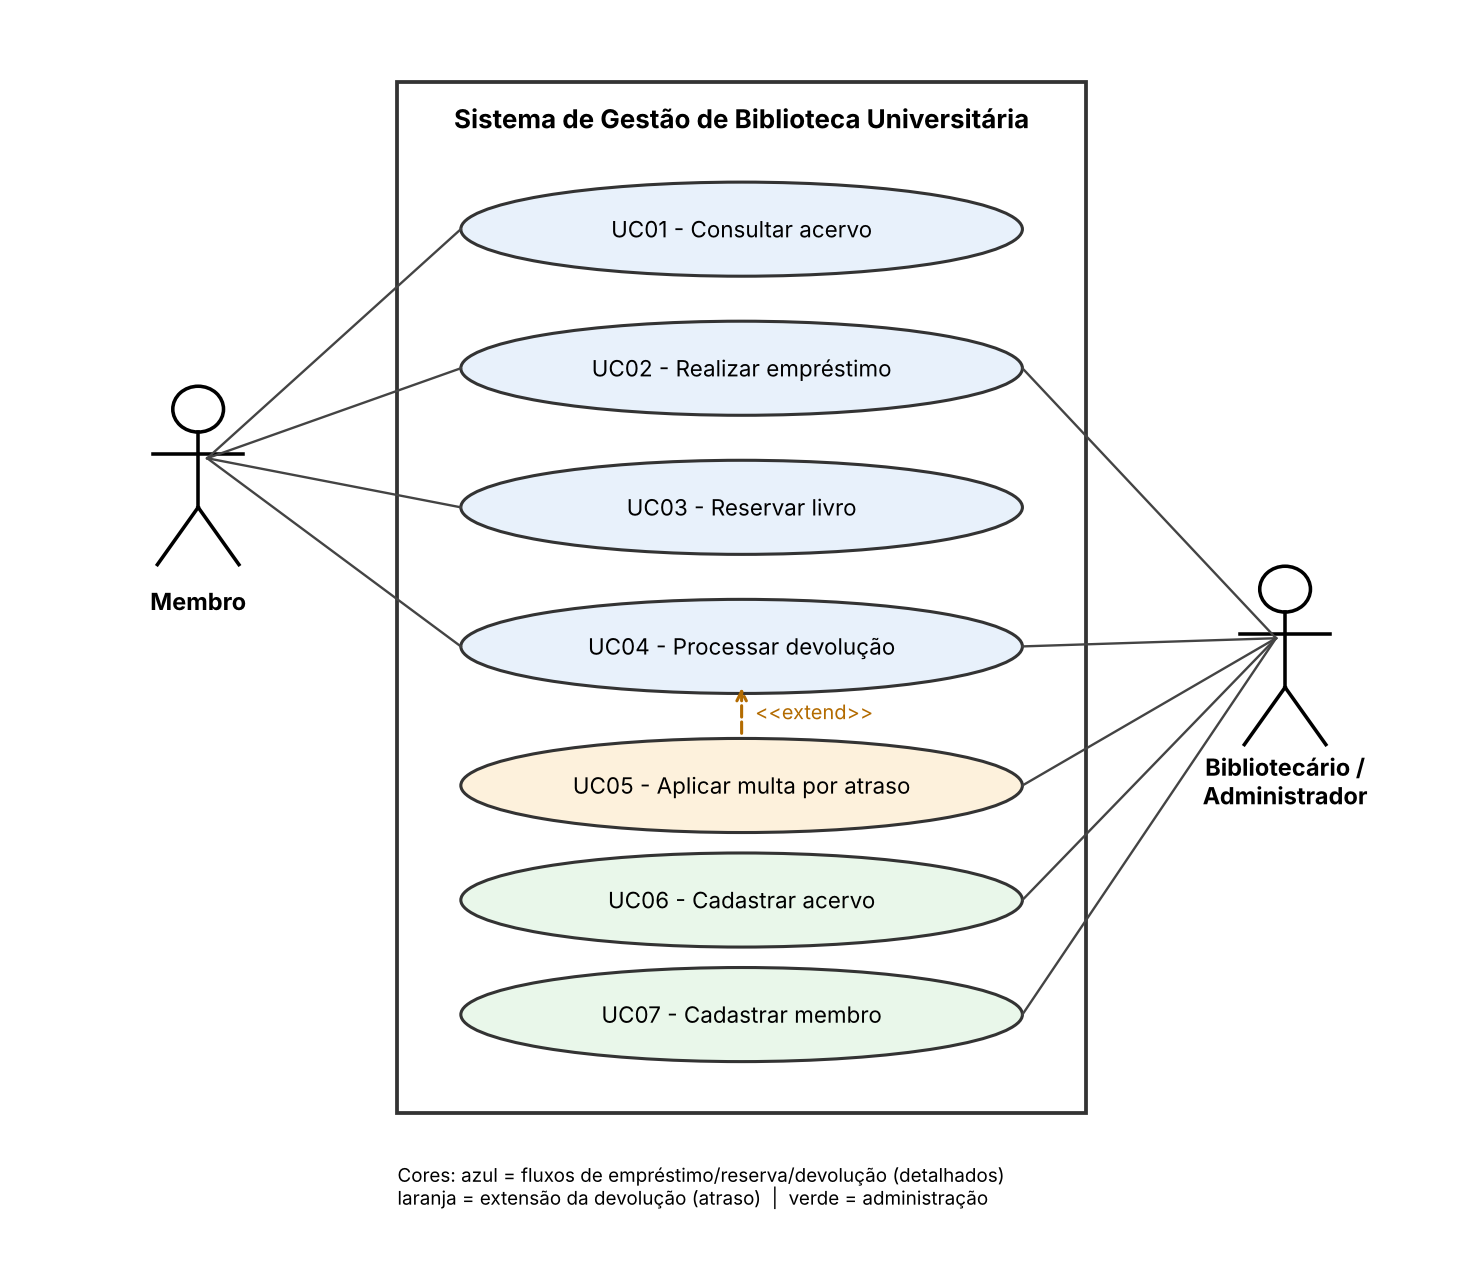 Sistema de Gestão de Biblioteca Universitária
UC01 - Consultar acervo
UC02 - Realizar empréstimo
UC03 - Reservar livro
Membro
UC04 - Processar devolução
<<extend>>
UC05 - Aplicar multa por atraso
Bibliotecário /
Administrador
UC06 - Cadastrar acervo
UC07 - Cadastrar membro
Cores: azul = fluxos de empréstimo/reserva/devolução (detalhados)
laranja = extensão da devolução (atraso) | verde = administração